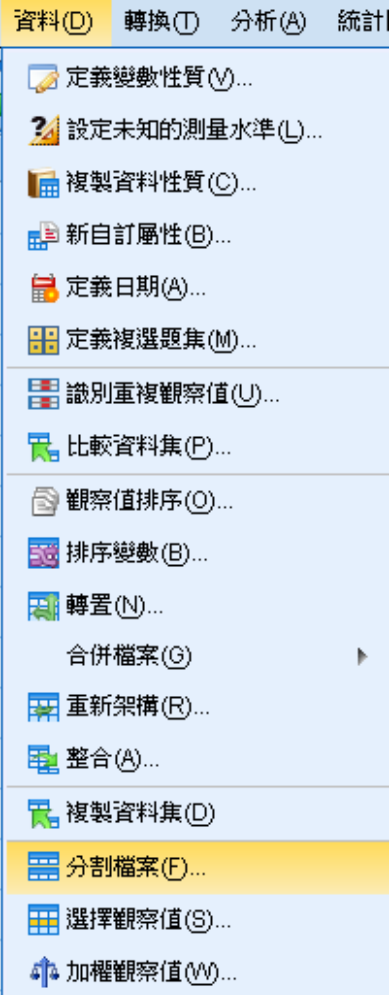 資料(D) 轉換(T) 分析(A) 統計
定義變數性質(V)...
設定未知的測量水準(L)...
複製資料性質(C)...
新自訂屬性(B)...
定義日期(A)...
定義複選題集(M)...
識別重複觀察值(U)...
比較資料集(P)...
觀察值排序(O)...
排序變數(B)...
轉置(N)...
合併檔案(G)
重新架構(R)...
整合(A)...
複製資料集(D)
分割檔案(F)...
選擇觀察值(S)...
加權觀察值(W)...